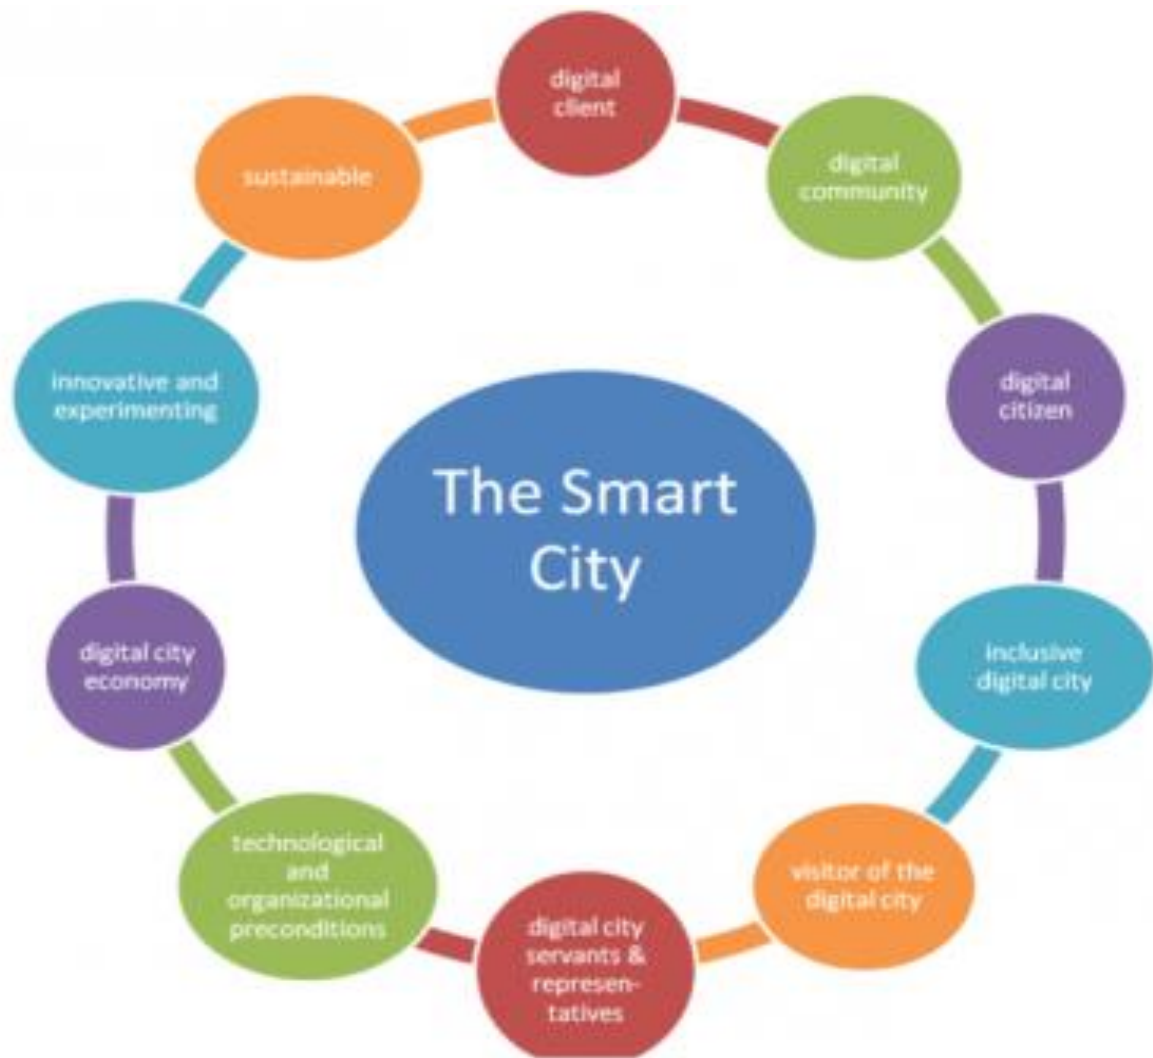 digital
client
digital
community
digital
citizen
inclusive
digital city
visitor of the
digital city
digital city
servants &
represen-
tatives
technological
and
organizational
preconditions
digital city
economy
innovative and
experimenting
sustainable
The Smart
City